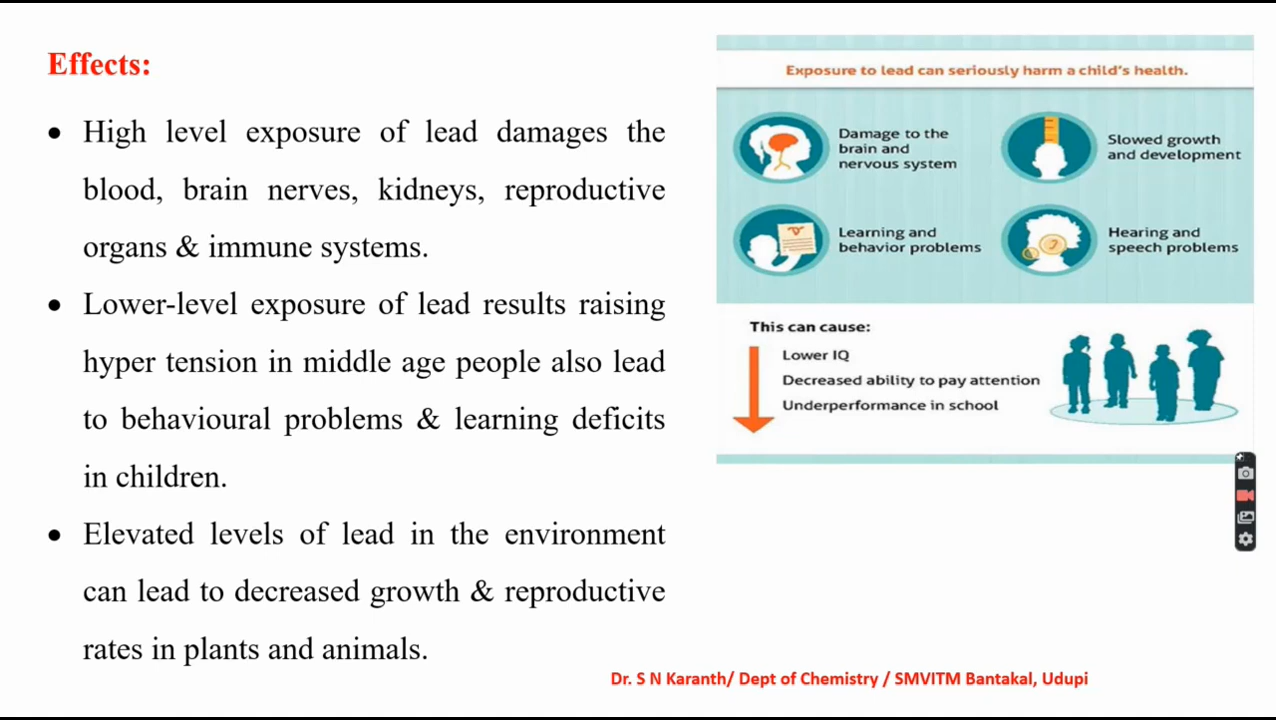 Effects:
• High level exposure of lead damages the
blood, brain nerves, kidneys, reproductive
organs & immune systems.
• Lower-level exposure of lead results raising
hyper tension in middle age people also lead
to behavioural problems & learning deficits
in children.
• Elevated levels of lead in the environment
can lead to decreased growth & reproductive
rates in plants and animals.
Exposure to lead can seriously harm a child's health.
Damage to the
brain and
nervous system
Slowed growth
and development
Learning and
behavior problems
Hearing and
speech problems
This can cause:
Lower IQ
Decreased ability to pay attention
Underperformance in school
Dr. S N Karanth/ Dept of Chemistry / SMVITM Bantakal, Udupi